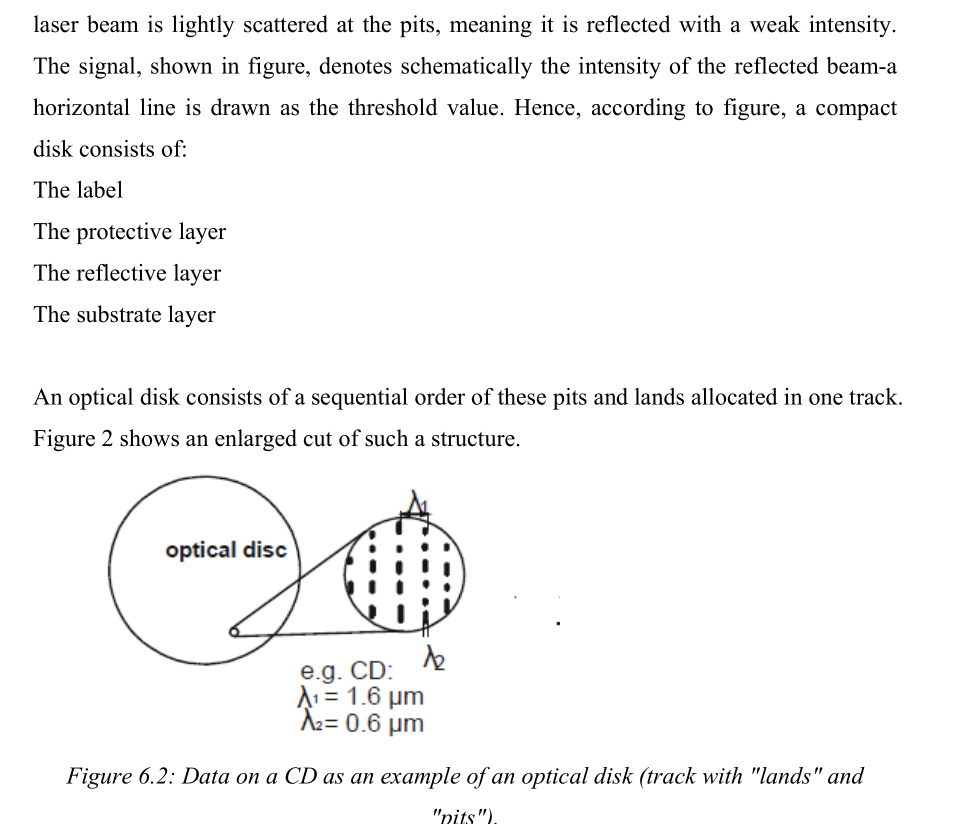 laser beam is lightly scattered at the pits, meaning it is reflected with a weak intensity.
The signal, shown in figure, denotes schematically the intensity of the reflected beam-a
horizontal line is drawn as the threshold value. Hence, according to figure, a compact
disk consists of:
The label
The protective layer
The reflective layer
The substrate layer
An optical disk consists of a sequential order of these pits and lands allocated in one track.
Figure 2 shows an enlarged cut of such a structure.
λ1
optical disc
λ2
e.g. CD:
λ1 = 1.6 µm
λ2= 0.6 µm
Figure 6.2: Data on a CD as an example of an optical disk (track with "lands" and
"pits").